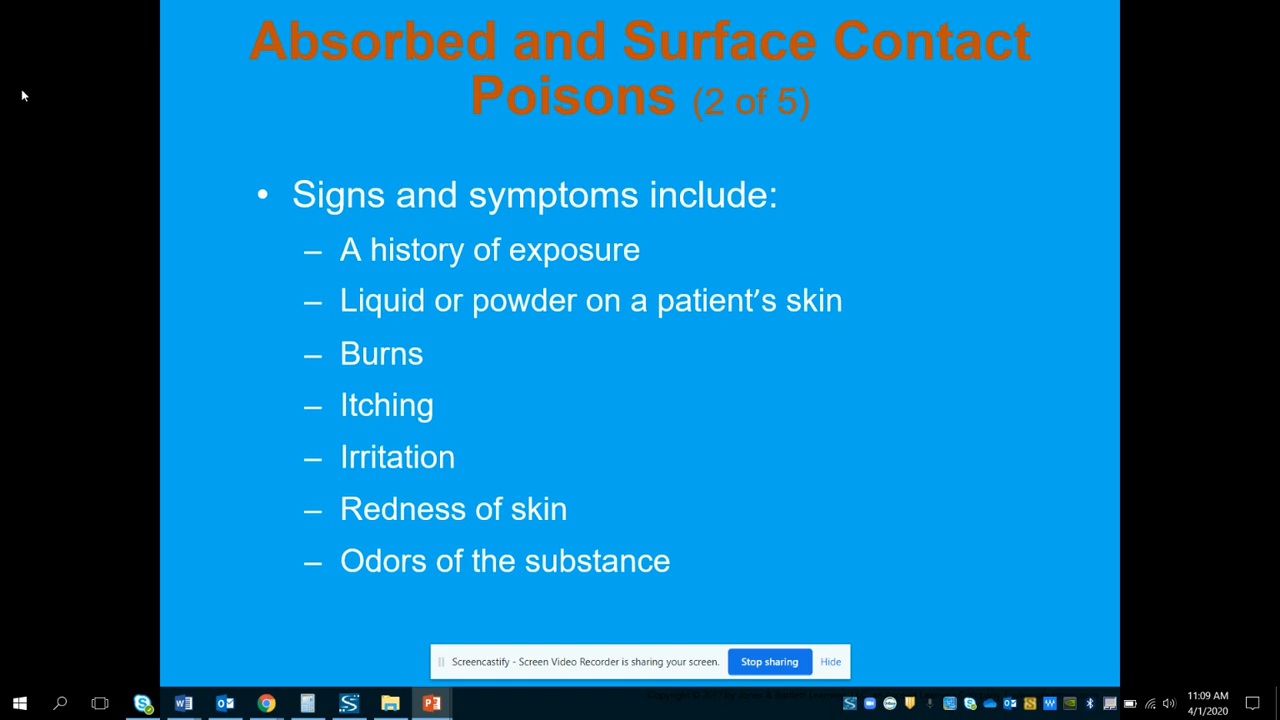 Absorbed and Surface Contact
Poisons (2 of 5)
• Signs and symptoms include:
– A history of exposure
– Liquid or powder on a patient’s skin
– Burns
– Itching
– Irritation
– Redness of skin
– Odors of the substance
Screencastify - Screen Video Recorder is sharing your screen.
Stop sharing
Hide
11:09 AM
4/1/2020